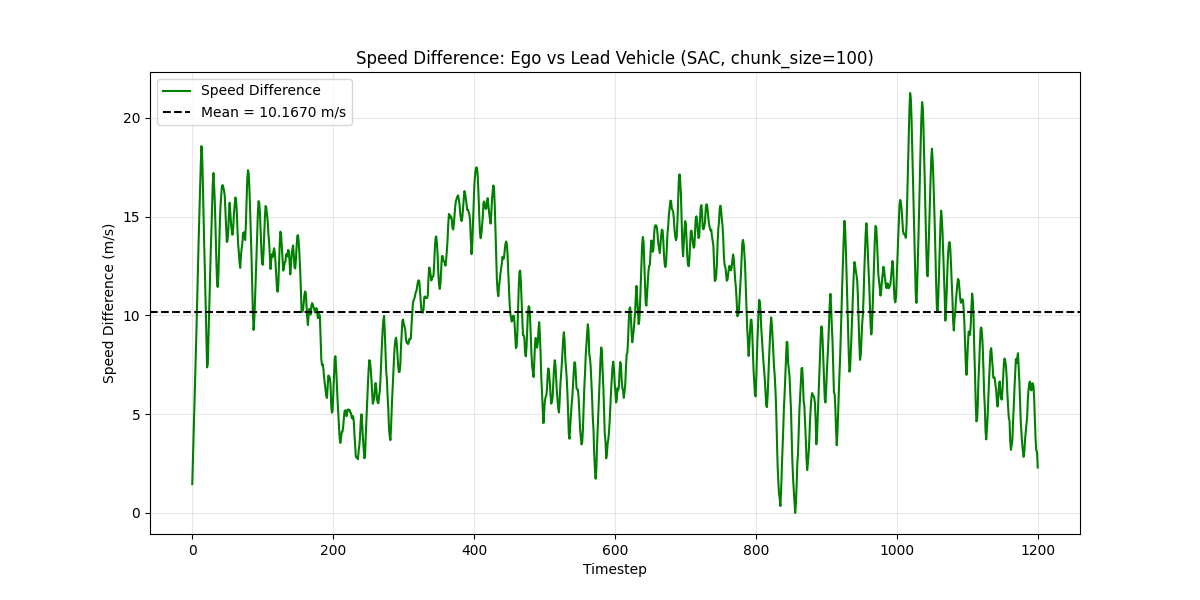 Speed Difference: Ego vs Lead Vehicle (SAC, chunk_size=100)
Speed Difference
Mean = 10.1670 m/s
Speed Difference (m/s)
20
15
10
5
0
0 200 400 600 800 1000 1200
Timestep